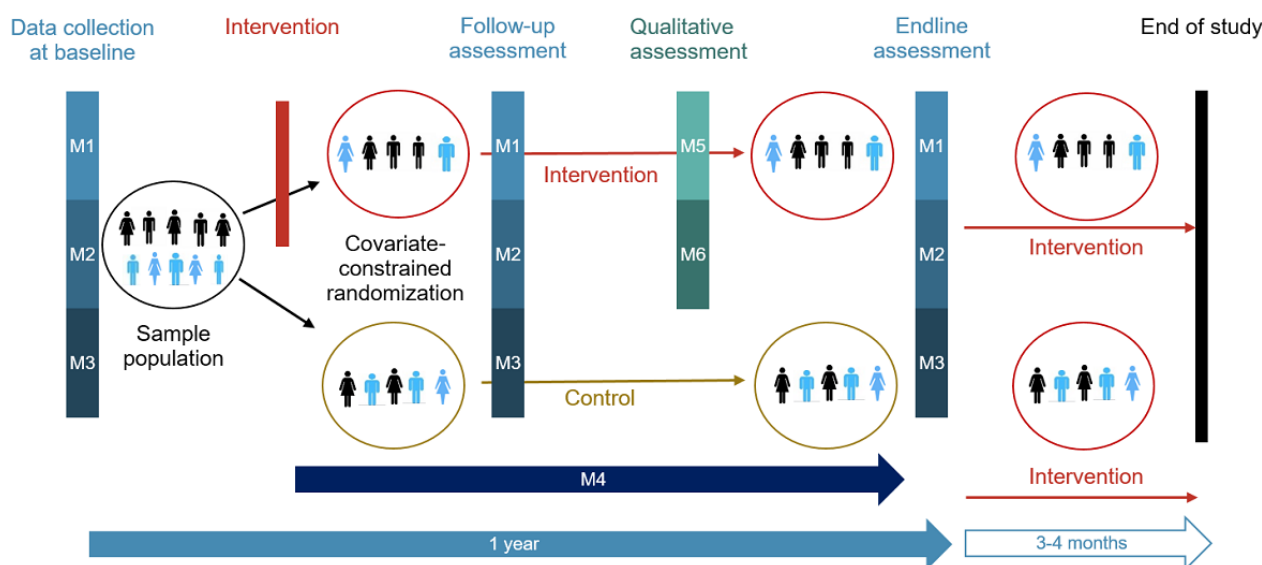 Data collection
at baseline
Intervention
Follow-up
assessment
Qualitative
assessment
Endline
assessment
End of study
M1
M2
M3
Sample
population
Covariate-
constrained
randomization
M1
M2
M3
Intervention
Control
M5
M6
M1
M2
M3
Intervention
Intervention
M4
1 year
3-4 months